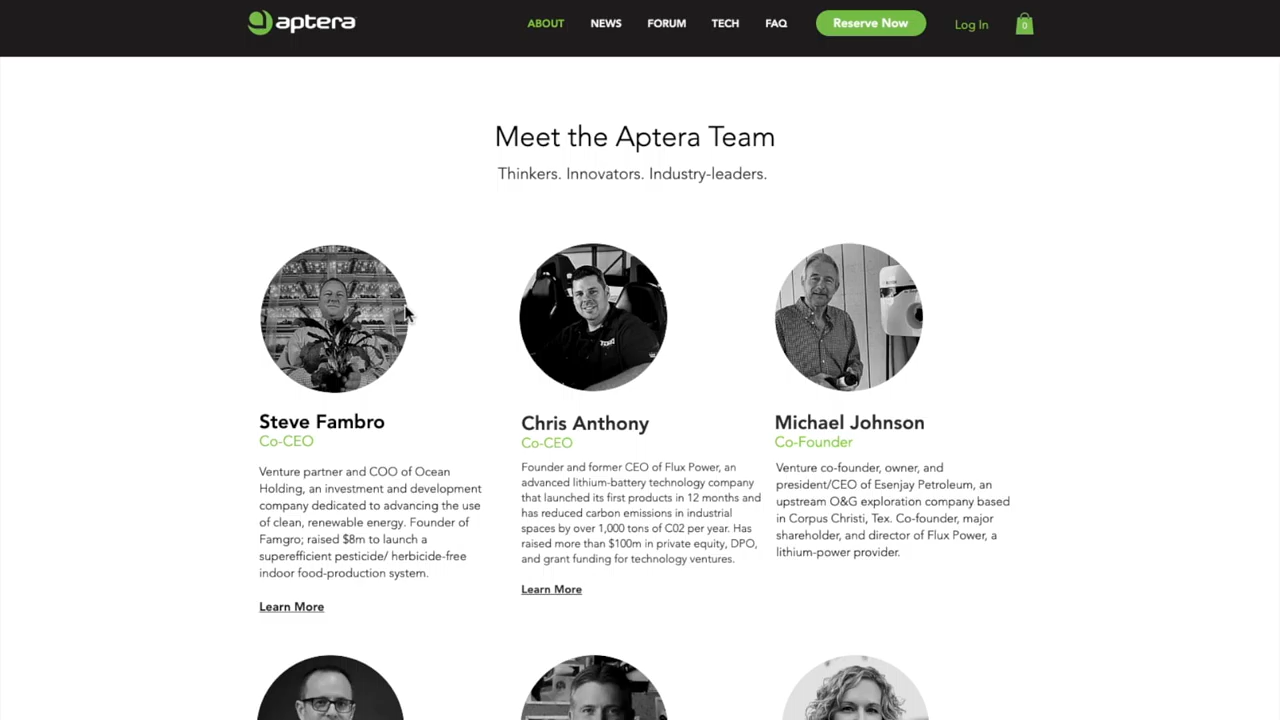 aptera
ABOUT NEWS FORUM TECH FAQ Reserve Now Log In 0
Meet the Aptera Team
Thinkers. Innovators. Industry-leaders.
Steve Fambro
Co-CEO
Venture partner and COO of Ocean
Holding, an investment and development
company dedicated to advancing the use
of clean, renewable energy. Founder of
Famgro; raised $8m to launch a
superefficient pesticide/ herbicide-free
indoor food-production system.
Learn More
Chris Anthony
Co-CEO
Founder and former CEO of Flux Power, an
advanced lithium-battery technology company
that launched its first products in 12 months and
has reduced carbon emissions in industrial
spaces by over 1,000 tons of C02 per year. Has
raised more than $100m in private equity, DPO,
and grant funding for technology ventures.
Learn More
Michael Johnson
Co-Founder
Venture co-founder, owner, and
president/CEO of Esenjay Petroleum, an
upstream O&G exploration company based
in Corpus Christi, Tex. Co-founder, major
shareholder, and director of Flux Power, a
lithium-power provider.